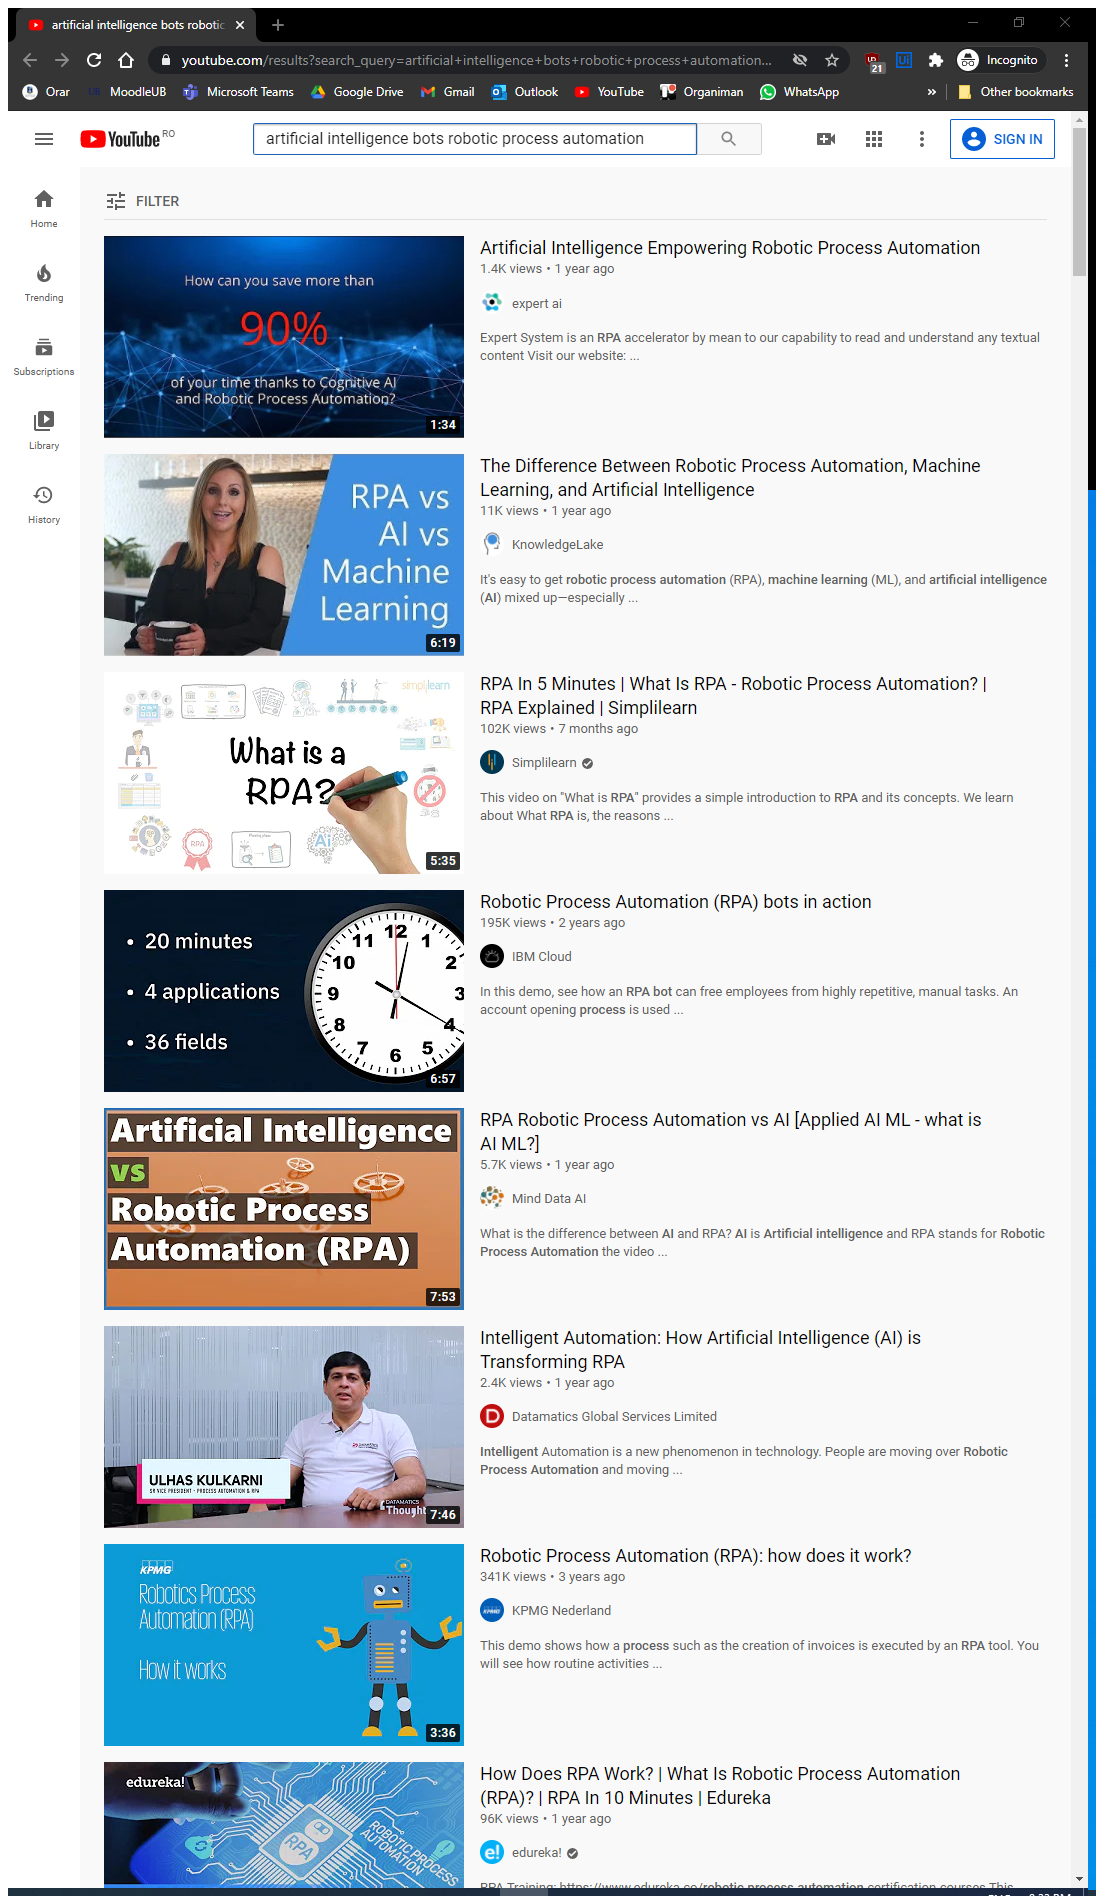 artificial intelligence bots robotic
youtube.com/results?search_query=artificial+intelligence+bots+robotic+process+automation...
21
Incognito
Orar
MoodleUB
Microsoft Teams
Google Drive
Gmail
Outlook
YouTube
Organiman
WhatsApp
»
Other bookmarks
YouTube RO
artificial intelligence bots robotic process automation
SIGN IN
Home
Trending
Subscriptions
Library
History
FILTER
How can you save more than
90%
of your time thanks to Cognitive AI
and Robotic Process Automation?
1:34
Artificial Intelligence Empowering Robotic Process Automation
1.4K views • 1 year ago
expert ai
Expert System is an RPA accelerator by mean to our capability to read and understand any textual
content Visit our website: ...
RPA vs
AI vs
Machine
Learning
6:19
The Difference Between Robotic Process Automation, Machine
Learning, and Artificial Intelligence
11K views • 1 year ago
KnowledgeLake
It's easy to get robotic process automation (RPA), machine learning (ML), and artificial intelligence
(AI) mixed up—especially ...
simplilearn
What is a
RPA?
RPA
Ai
5:35
RPA In 5 Minutes | What Is RPA - Robotic Process Automation? |
RPA Explained | Simplilearn
102K views • 7 months ago
Simplilearn
This video on "What is RPA" provides a simple introduction to RPA and its concepts. We learn
about What RPA is, the reasons ...
• 20 minutes
• 4 applications
• 36 fields
12
1
2
3
4
5
6
7
8
9
10
11
6:57
Robotic Process Automation (RPA) bots in action
195K views • 2 years ago
IBM Cloud
In this demo, see how an RPA bot can free employees from highly repetitive, manual tasks. An
account opening process is used ...
Artificial Intelligence
vs
Robotic Process
Automation (RPA)
7:53
RPA Robotic Process Automation vs AI [Applied AI ML - what is
AI ML?]
5.7K views • 1 year ago
Mind Data AI
What is the difference between AI and RPA? AI is Artificial intelligence and RPA stands for Robotic
Process Automation the video ...
ULHAS KULKARNI
SR VICE PRESIDENT - PROCESS AUTOMATION & RPA
DATAMATICS
Thought
7:46
Intelligent Automation: How Artificial Intelligence (AI) is
Transforming RPA
2.4K views • 1 year ago
Datamatics Global Services Limited
Intelligent Automation is a new phenomenon in technology. People are moving over Robotic
Process Automation and moving ...
KPMG
Robotics Process
Automation (RPA)
How it works
3:36
Robotic Process Automation (RPA): how does it work?
341K views • 3 years ago
KPMG
KPMG Nederland
This demo shows how a process such as the creation of invoices is executed by an RPA tool. You
will see how routine activities ...
edureka!
RPA
ROBOTIC PROCESS
AUTOMATION
How Does RPA Work? | What Is Robotic Process Automation
(RPA)? | RPA In 10 Minutes | Edureka
96K views • 1 year ago
e!
edureka!
RPA Training: https://www.edureka.co/robotic-process-automation-certification-courses This